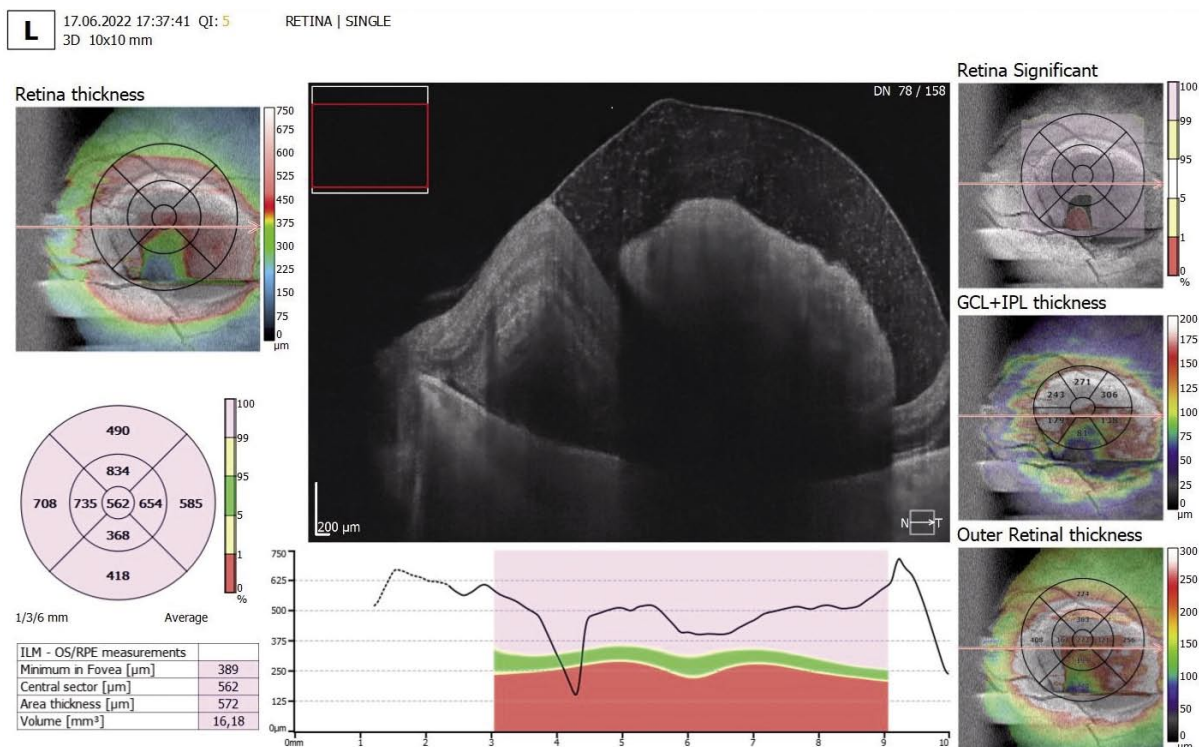 L
17.06.2022 17:37:41 QI: 5 RETINA | SINGLE
3D 10x10 mm
Retina thickness
750
675
600
525
450
375
300
225
150
75
0
µm
DN 78 / 158
200 µm
N T
Retina Significant
100
99
95
5
1
0
%
GCL+IPL thickness
271
243 306
200
175
150
125
100
75
50
25
0
µm
Outer Retinal thickness
224
300
250
200
150
100
50
0
µm
490
834
708 735 562 654 585
368
418
100
99
95
5
1
0
%
1/3/6 mm Average
ILM - OS/RPE measurements
Minimum in Fovea [µm] 389
Central sector [µm] 562
Area thickness [µm] 572
Volume [mm³] 16,18
750
625
500
375
250
125
0µm
0mm 1 2 3 4 5 6 7 8 9 10